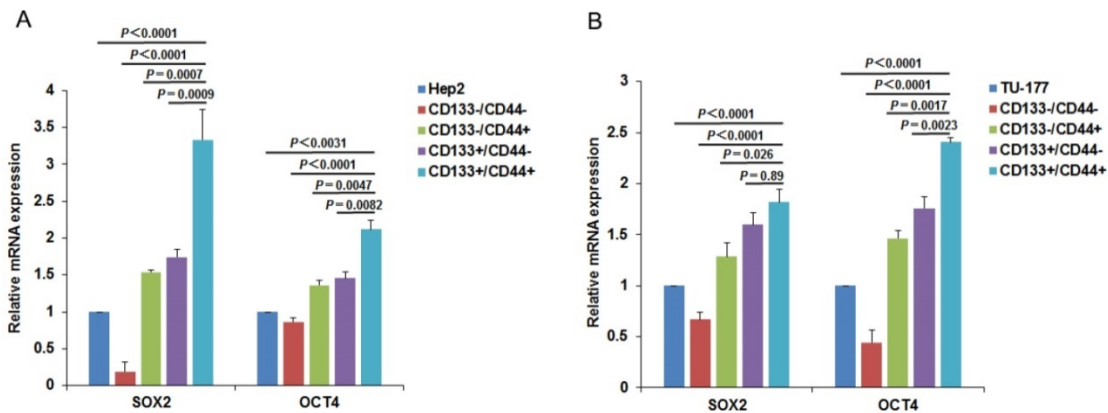 A
P<0.0001
P<0.0001
P=0.0007
P=0.0009
P<0.0031
P<0.0001
P=0.0047
P=0.0082
Hep2
CD133-/CD44-
CD133-/CD44+
CD133+/CD44-
CD133+/CD44+
Relative mRNA expression
4
3.5
3
2.5
2
1.5
1
0.5
0
SOX2 OCT4
B
P<0.0001
P<0.0001
P=0.026
P=0.89
P<0.0001
P<0.0001
P=0.0017
P=0.0023
TU-177
CD133-/CD44-
CD133-/CD44+
CD133+/CD44-
CD133+/CD44+
Relative mRNA expression
3
2.5
2
1.5
1
0.5
0
SOX2 OCT4